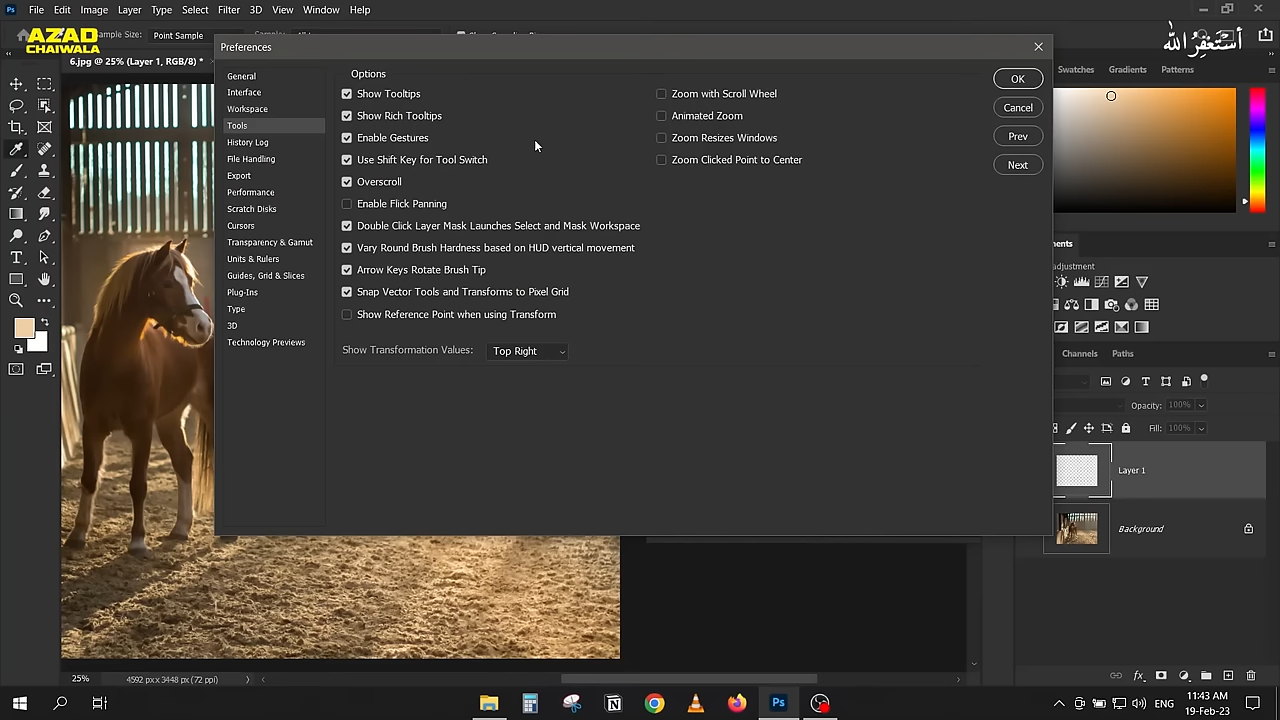 File Edit Image Layer Type Select Filter 3D View Window Help
AZAD
CHAIWALA
Sample Size: Point Sample
أستغفر الله
6.jpg @ 25% (Layer 1, RGB/8) *
Preferences
General
Interface
Workspace
Tools
History Log
File Handling
Export
Performance
Scratch Disks
Cursors
Transparency & Gamut
Units & Rulers
Guides, Grid & Slices
Plug-Ins
Type
3D
Technology Previews
Options
Show Tooltips
Show Rich Tooltips
Enable Gestures
Use Shift Key for Tool Switch
Overscroll
Enable Flick Panning
Double Click Layer Mask Launches Select and Mask Workspace
Vary Round Brush Hardness based on HUD vertical movement
Arrow Keys Rotate Brush Tip
Snap Vector Tools and Transforms to Pixel Grid
Show Reference Point when using Transform
Show Transformation Values: Top Right
Zoom with Scroll Wheel
Animated Zoom
Zoom Resizes Windows
Zoom Clicked Point to Center
OK
Cancel
Prev
Next
Swatches Gradients Patterns
ments
adjustment
Channels Paths
Opacity: 100%
Fill: 100%
Layer 1
Background
25% 4592 px x 3448 px (72 ppi)
ENG
11:43 AM
19-Feb-23